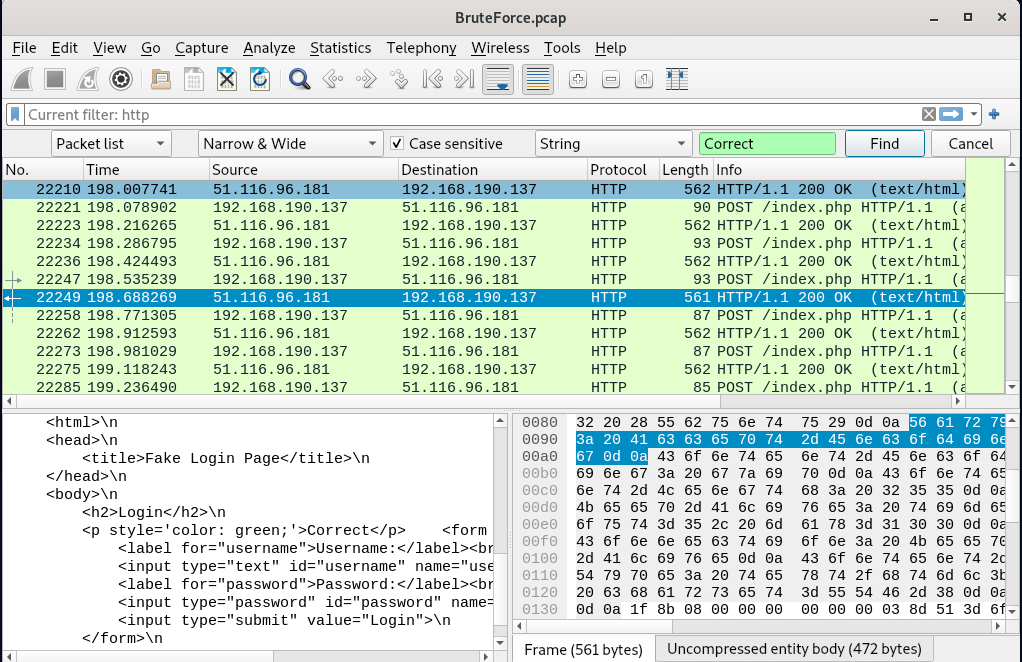 BruteForce.pcap
File Edit View Go Capture Analyze Statistics Telephony Wireless Tools Help
Current filter: http
Packet list Narrow & Wide Case sensitive String Correct Find Cancel
No. Time Source Destination Protocol Length Info
22210 198.007741 51.116.96.181 192.168.190.137 HTTP 562 HTTP/1.1 200 OK (text/html)
22221 198.078902 192.168.190.137 51.116.96.181 HTTP 90 POST /index.php HTTP/1.1 (a
22223 198.216265 51.116.96.181 192.168.190.137 HTTP 562 HTTP/1.1 200 OK (text/html)
22234 198.286795 192.168.190.137 51.116.96.181 HTTP 93 POST /index.php HTTP/1.1 (a
22236 198.424493 51.116.96.181 192.168.190.137 HTTP 562 HTTP/1.1 200 OK (text/html)
22247 198.535239 192.168.190.137 51.116.96.181 HTTP 93 POST /index.php HTTP/1.1 (a
22249 198.688269 51.116.96.181 192.168.190.137 HTTP 561 HTTP/1.1 200 OK (text/html)
22258 198.771305 192.168.190.137 51.116.96.181 HTTP 87 POST /index.php HTTP/1.1 (a
22262 198.912593 51.116.96.181 192.168.190.137 HTTP 562 HTTP/1.1 200 OK (text/html)
22273 198.981029 192.168.190.137 51.116.96.181 HTTP 87 POST /index.php HTTP/1.1 (a
22275 199.118243 51.116.96.181 192.168.190.137 HTTP 562 HTTP/1.1 200 OK (text/html)
22285 199.236490 192.168.190.137 51.116.96.181 HTTP 85 POST /index.php HTTP/1.1 (a
<html>\n
<head>\n
<title>Fake Login Page</title>\n
</head>\n
<body>\n
<h2>Login</h2>\n
<p style='color: green;'>Correct</p> <form
<label for="username">Username:</label><br
<input type="text" id="username" name="use
<label for="password">Password:</label><br
<input type="password" id="password" name=
<input type="submit" value="Login">\n
</form>\n
0080 32 20 28 55 62 75 6e 74 75 29 0d 0a 56 61 72 79
0090 3a 20 41 63 63 65 70 74 2d 45 6e 63 6f 64 69 6e
00a0 67 0d 0a 43 6f 6e 74 65 6e 74 2d 45 6e 63 6f 64
00b0 69 6e 67 3a 20 67 7a 69 70 0d 0a 43 6f 6e 74 65
00c0 6e 74 2d 4c 65 6e 67 74 68 3a 20 32 35 35 0d 0a
00d0 4b 65 65 70 2d 41 6c 69 76 65 3a 20 74 69 6d 65
00e0 6f 75 74 3d 35 2c 20 6d 61 78 3d 31 30 30 0d 0a
00f0 43 6f 6e 6e 65 63 74 69 6f 6e 3a 20 4b 65 65 70
0100 2d 41 6c 69 76 65 0d 0a 43 6f 6e 74 65 6e 74 2d
0110 54 79 70 65 3a 20 74 65 78 74 2f 68 74 6d 6c 3b
0120 20 63 68 61 72 73 65 74 3d 55 54 46 2d 38 0d 0a
0130 0d 0a 1f 8b 08 00 00 00 00 00 00 03 8d 51 3d 6f
Frame (561 bytes) Uncompressed entity body (472 bytes)